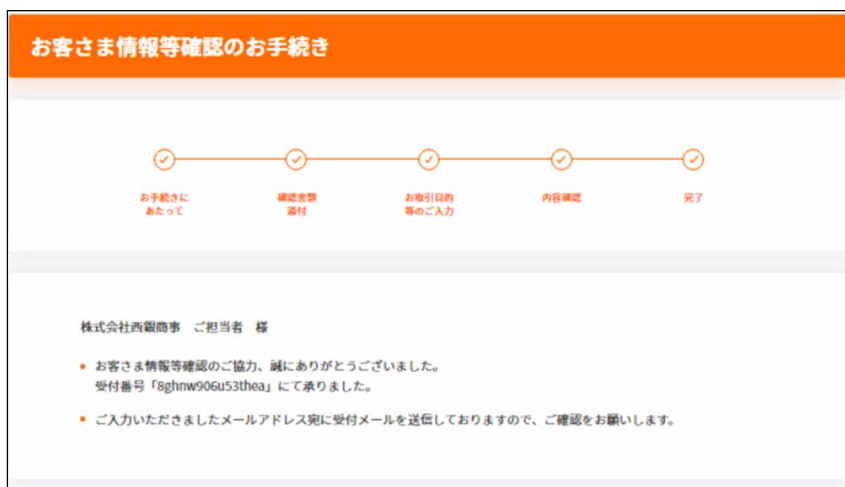 お客さま情報等確認のお手続き
お手続きに
あたって
確認書類
添付
お取引目的
等のご入力
内容確認
完了
株式会社西銀商事　ご担当者　様
お客さま情報等確認のご協力、誠にありがとうございました。
受付番号「8ghnw906u53thea」にて承りました。
ご入力いただきましたメールアドレス宛に受付メールを送信しておりますので、ご確認をお願いします。